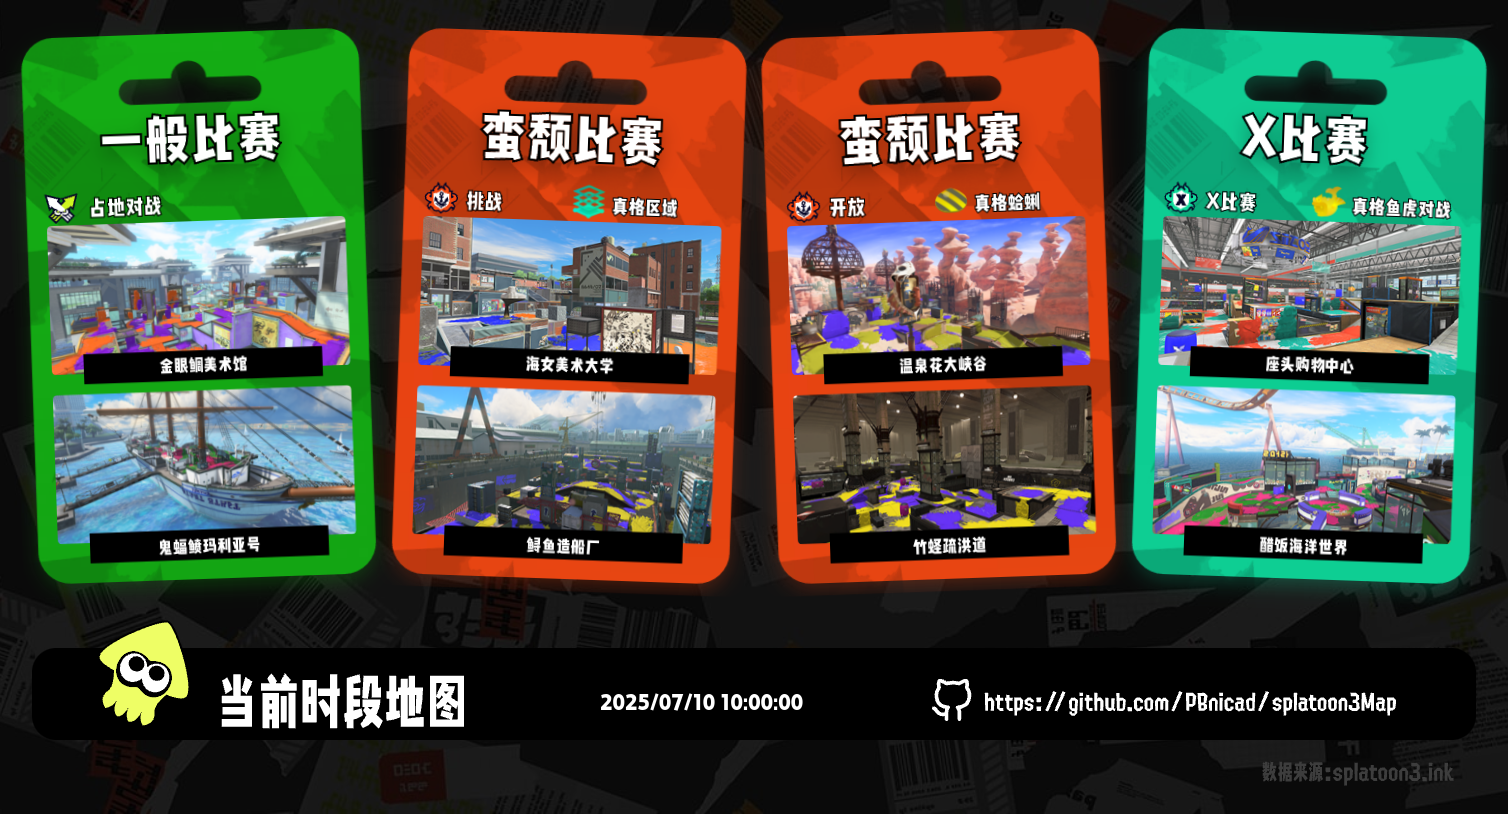 一般比赛
占地对战
金眼鲷美术馆
鬼蝠鲼玛利亚号
蛮颓比赛
挑战
真格区域
海女美术大学
鲟鱼造船厂
蛮颓比赛
开放
真格蛤蜊
温泉花大峡谷
竹蛏疏洪道
X比赛
X比赛
真格鱼虎对战
座头购物中心
醋饭海洋世界
当前时段地图
2025/07/10 10:00:00
https://github.com/PBnicad/splatoon3Map
数据来源:splatoon3.ink